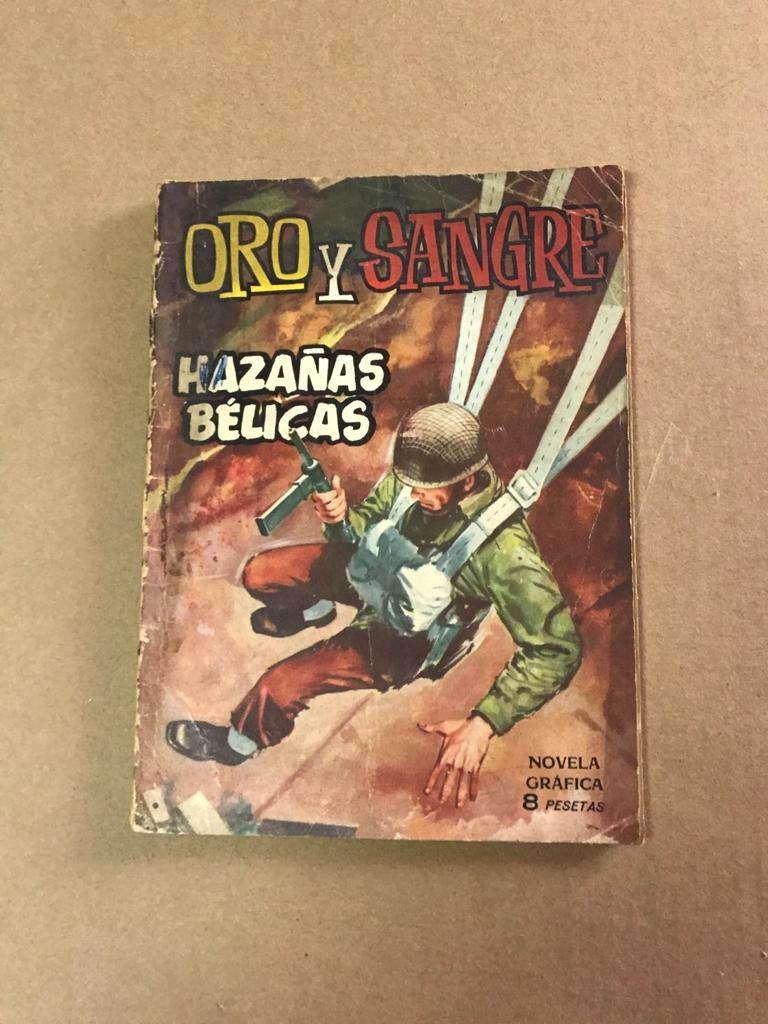 ORO Y SANGRE
HAZAÑAS
BÉLICAS
NOVELA
GRÁFICA
8 PESETAS